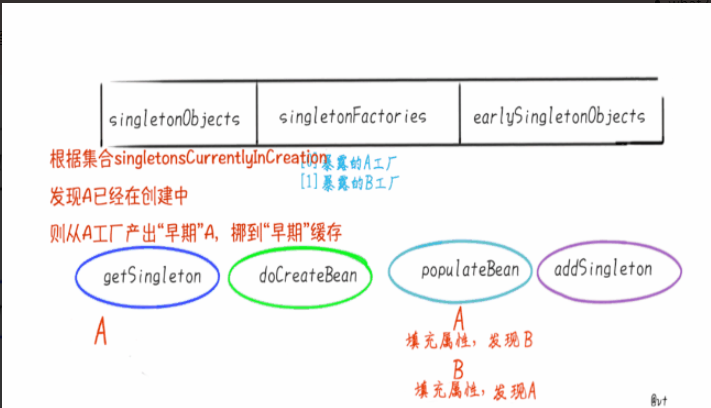 singletonObjects singletonFactories earlySingletonObjects
根据集合singletonsCurrentlyInCreation
[0]暴露的A工厂
[1]暴露的B工厂
发现A已经在创建中
则从A工厂产出“早期”A，挪到“早期”缓存
getSingleton doCreateBean populateBean addSingleton
A
A
填充属性，发现B
B
填充属性，发现A